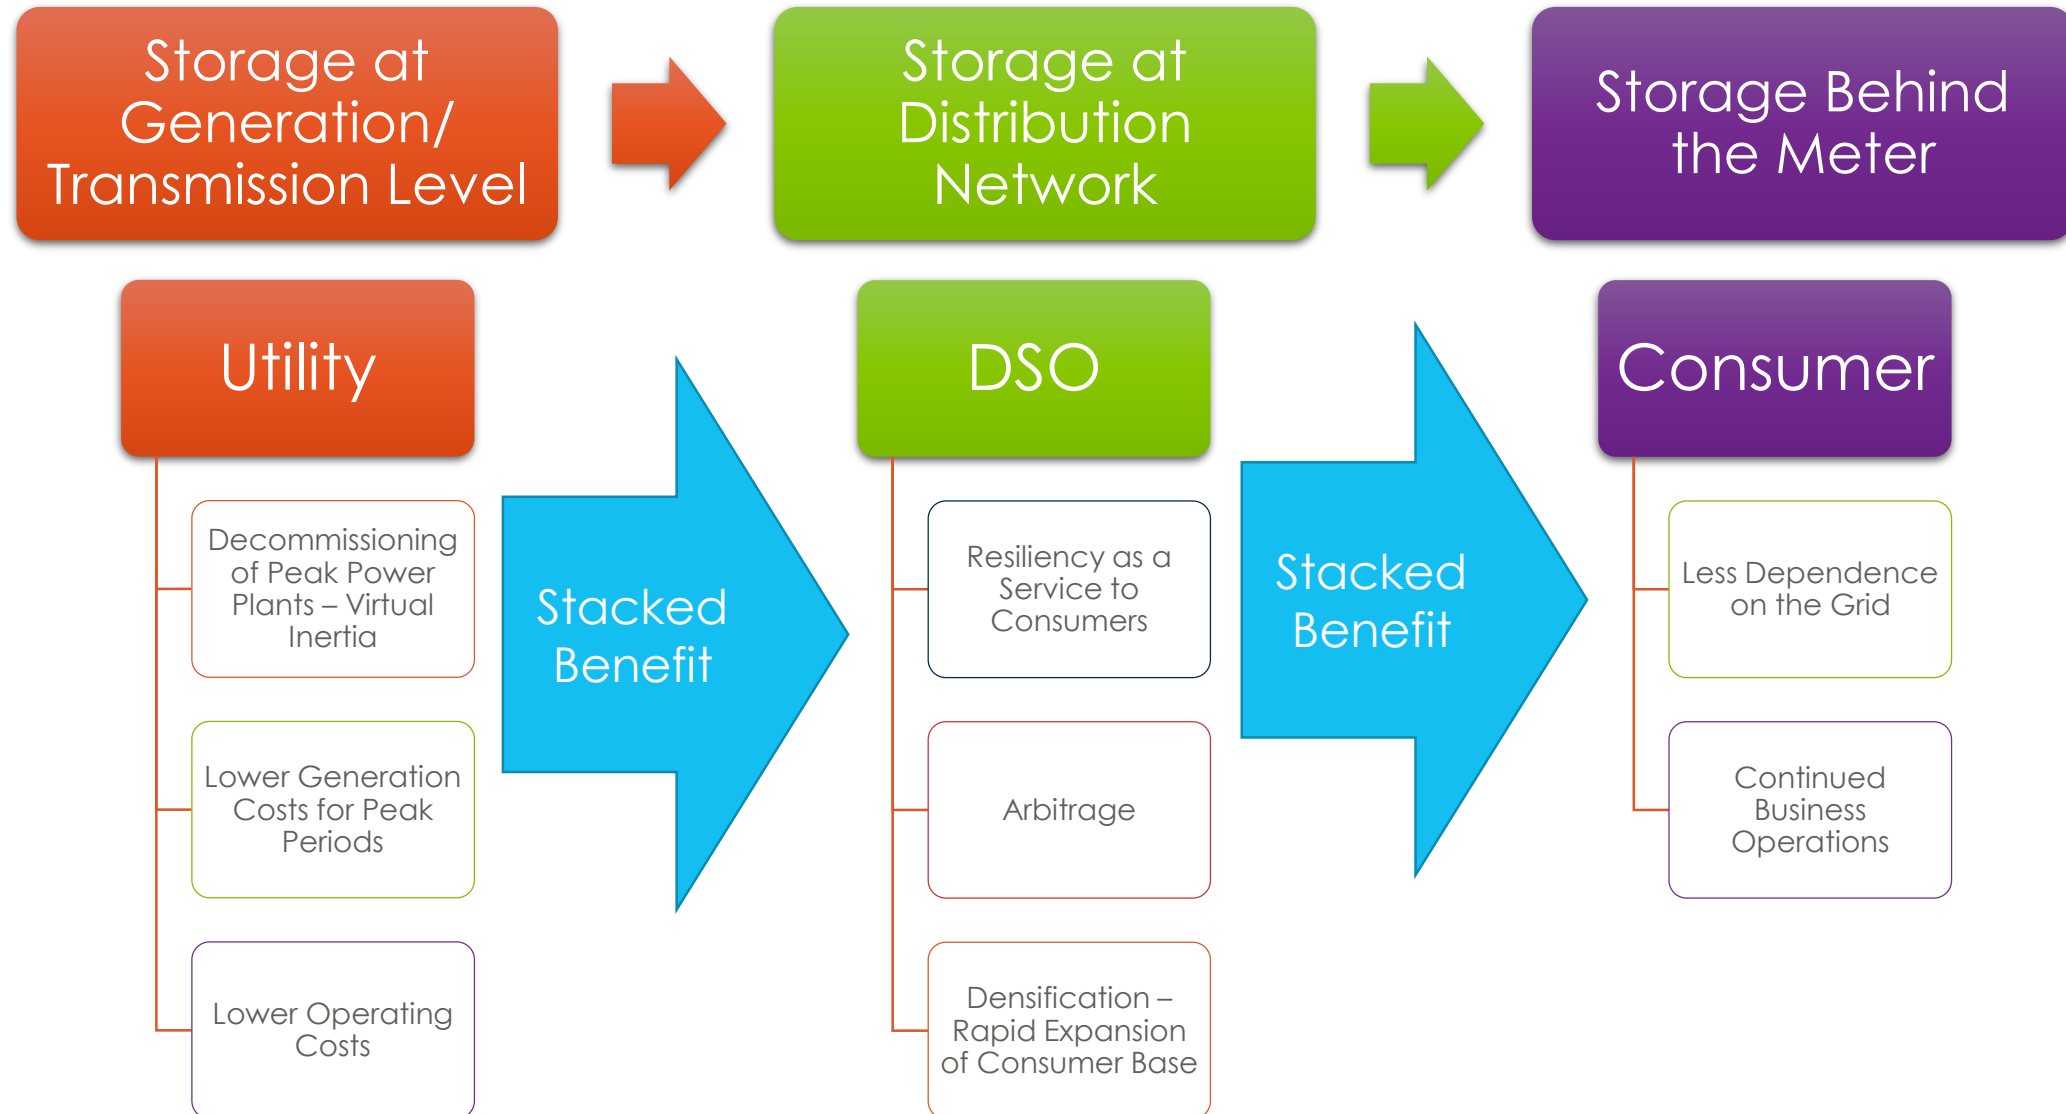 Storage at
Generation/
Transmission Level
Storage at
Distribution
Network
Storage Behind
the Meter
Utility
Decommissioning
of Peak Power
Plants – Virtual
Inertia
Lower Generation
Costs for Peak
Periods
Lower Operating
Costs
Stacked
Benefit
DSO
Resiliency as a
Service to
Consumers
Arbitrage
Densification –
Rapid Expansion
of Consumer Base
Stacked
Benefit
Consumer
Less Dependence
on the Grid
Continued
Business
Operations